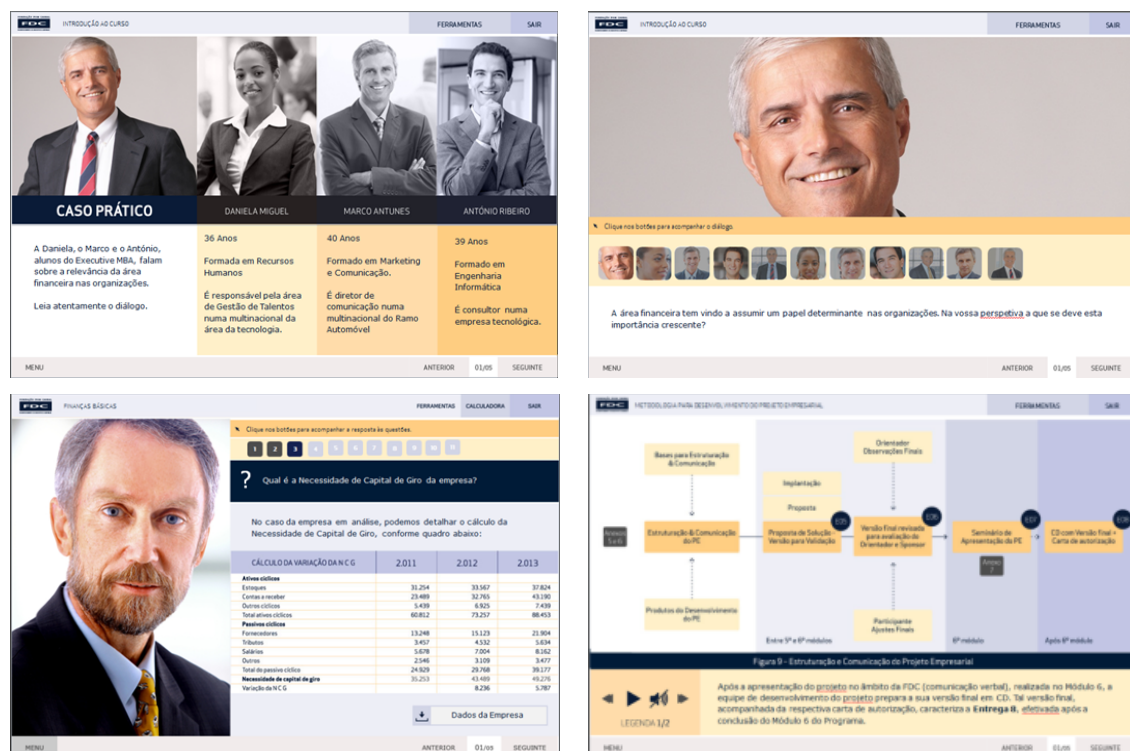 FDC
INTRODUÇÃO AO CURSO
FERRAMENTAS
SAIR
CASO PRÁTICO
DANIELA MIGUEL
MARCO ANTUNES
ANTÓNIO RIBEIRO
A Daniela, o Marco e o António,
alunos do Executive MBA, falam
sobre a relevância da área
financeira nas organizações.
Leia atentamente o diálogo.
36 Anos
Formada em Recursos
Humanos
É responsável pela área
de Gestão de Talentos
numa multinacional da
área da tecnologia.
40 Anos
Formado em Marketing
e Comunicação.
É diretor de
comunicação numa
multinacional do Ramo
Automóvel
39 Anos
Formado em
Engenharia
Informática
É consultor numa
empresa tecnológica.
MENU
ANTERIOR
01/05
SEGUINTE
FDC
INTRODUÇÃO AO CURSO
FERRAMENTAS
SAIR
Clique nos botões para acompanhar o diálogo.
A área financeira tem vindo a assumir um papel determinante nas organizações. Na vossa perspetiva a que se deve esta
importância crescente?
MENU
ANTERIOR
01/05
SEGUINTE
FDC
FINANÇAS BÁSICAS
FERRAMENTAS
CALCULADORA
SAIR
Clique nos botões para acompanhar a resposta às questões.
1 2 3 4 5 6 7 8 9 10 11
? Qual é a Necessidade de Capital de Giro da empresa?
No caso da empresa em análise, podemos detalhar o cálculo da
Necessidade de Capital de Giro, conforme quadro abaixo:
CÁLCULO DA VARIAÇÃO DA N C G 2.011 2.012 2.013
Ativos cíclicos
Estoques 31.254 33.567 37.824
Contas a receber 23.489 32.765 43.190
Outros cíclicos 5.439 6.925 7.439
Total ativos cíclicos 60.812 73.257 88.453
Passivos cíclicos
Fornecedores 13.248 15.123 21.904
Tributos 3.457 4.532 5.634
Salários 5.678 7.004 8.162
Outros 2.546 3.109 3.477
Total do passivo cíclico 24.929 29.768 39.177
Necessidade de capital de giro 35.253 43.489 49.276
Variação da N C G 8.236 5.787
Dados da Empresa
MENU
ANTERIOR
01/05
SEGUINTE
FDC
METODOLOGIA PARA DESENVOLVIMENTO DO PROJETO EMPRESARIAL
FERRAMENTAS
SAIR
Bases para Estruturação
& Comunicação
Orientador
Observações Finais
Implantação
Proposta
Anexos
5 a 6
Estruturação & Comunicação
do PE
Proposta de Solução -
Versão para Validação
EO5
Versão final revisada
para avaliação do
Orientador e Sponsor
EO6
Seminário de
Apresentação da PE
EO7
CD com Versão final +
Carta de autorização
EO8
Anexo
7
Produtos do Desenvolvimento
do PE
Participante
Ajustes Finais
Entre 5º e 6º módulos
6º módulo
Após 6º módulo
Figura 9 - Estruturação e Comunicação do Projeto Empresarial
LEGENDA 1/2
Após a apresentação do projeto no âmbito da FDC (comunicação verbal), realizada no Módulo 6, a
equipe de desenvolvimento do projeto prepara a sua versão final em CD. Tal versão final,
acompanhada da respectiva carta de autorização, caracteriza a Entrega 8, efetivada após a
conclusão do Módulo 6 do Programa.
MENU
ANTERIOR
01/05
SEGUINTE